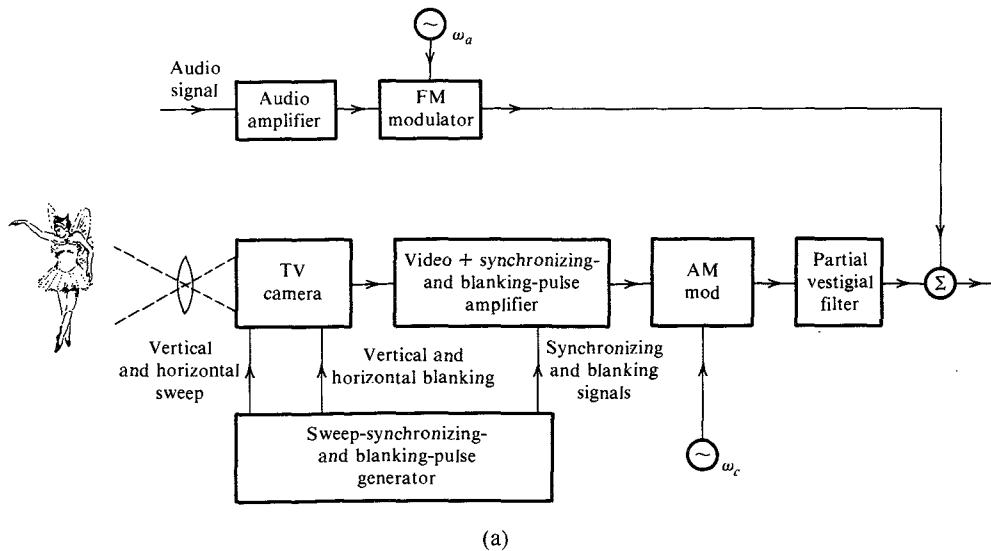 ωₐ
Audio
signal
Audio
amplifier
FM
modulator
TV
camera
Video + synchronizing-
and blanking-pulse
amplifier
AM
mod
Partial
vestigial
filter
Σ
Vertical
and horizontal
sweep
Vertical and
horizontal blanking
Synchronizing
and blanking
signals
Sweep-synchronizing-
and blanking-pulse
generator
ω_c
(a)